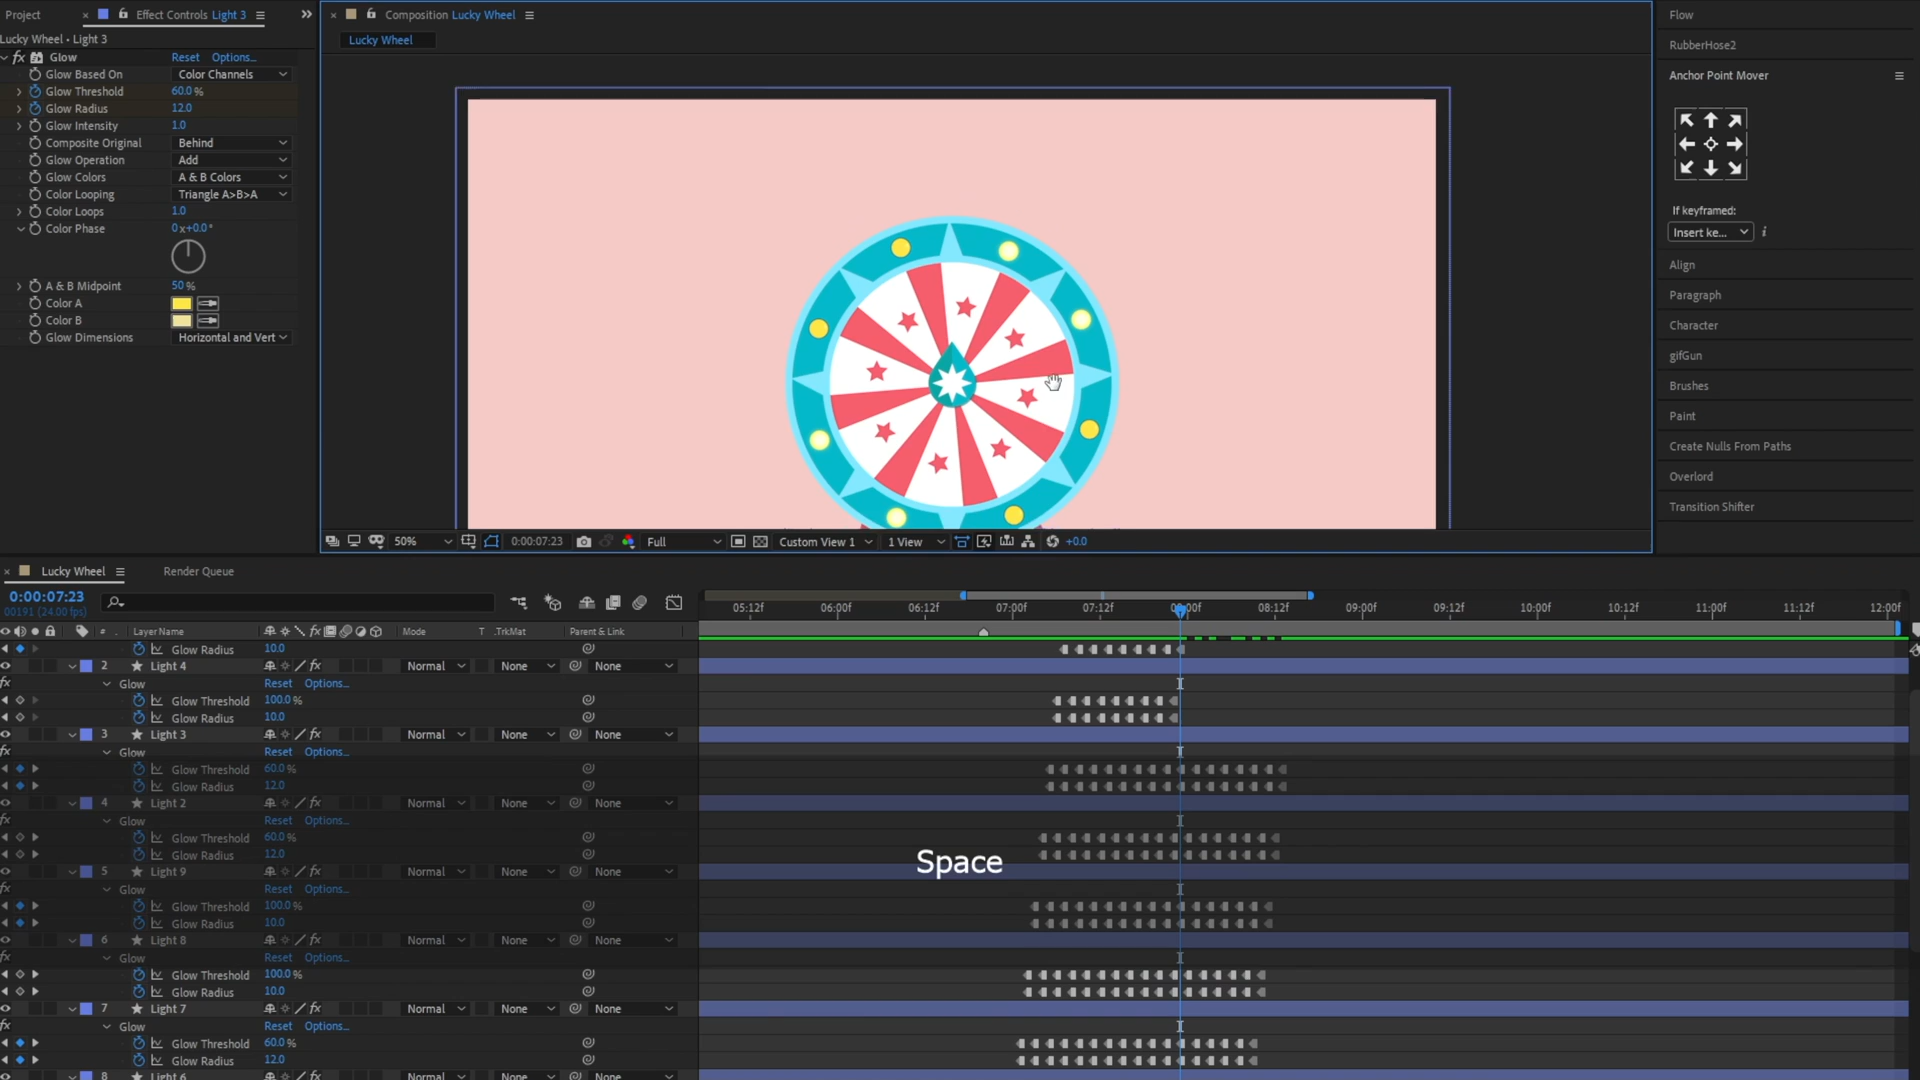 Project
Effect Controls Light 3
Lucky Wheel • Light 3
fx Glow Reset Options...
Glow Based On Color Channels
Glow Threshold 60.0 %
Glow Radius 12.0
Glow Intensity 1.0
Composite Original Behind
Glow Operation Add
Glow Colors A & B Colors
Color Looping Triangle A>B>A
Color Loops 1.0
Color Phase 0 x+0.0 °
A & B Midpoint 50 %
Color A
Color B
Glow Dimensions Horizontal and Vert
Composition Lucky Wheel
Lucky Wheel
50% 0:00:07:23 Full Custom View 1 1 View +0.0
Flow
RubberHose2
Anchor Point Mover
If keyframed:
Insert ke... i
Align
Paragraph
Character
gifGun
Brushes
Paint
Create Nulls From Paths
Overlord
Transition Shifter
Lucky Wheel Render Queue
0:00:07:23
00191 (24.00 fps)
05:12f 06:00f 06:12f 07:00f 07:12f 08:00f 08:12f 09:00f 09:12f 10:00f 10:12f 11:00f 11:12f 12:00f
# Layer Name Mode T .TrkMat Parent & Link
Glow Radius 10.0
2 Light 4 fx Normal None None
fx Glow Reset Options...
Glow Threshold 100.0 %
Glow Radius 10.0
3 Light 3 fx Normal None None
fx Glow Reset Options...
Glow Threshold 60.0 %
Glow Radius 12.0
4 Light 2 fx Normal None None
fx Glow Reset Options...
Glow Threshold 60.0 %
Glow Radius 12.0
Space
5 Light 9 fx Normal None None
fx Glow Reset Options...
Glow Threshold 100.0 %
Glow Radius 10.0
6 Light 8 fx Normal None None
fx Glow Reset Options...
Glow Threshold 100.0 %
Glow Radius 10.0
7 Light 7 fx Normal None None
fx Glow Reset Options...
Glow Threshold 60.0 %
Glow Radius 12.0
8 Light 6 fx Normal None None